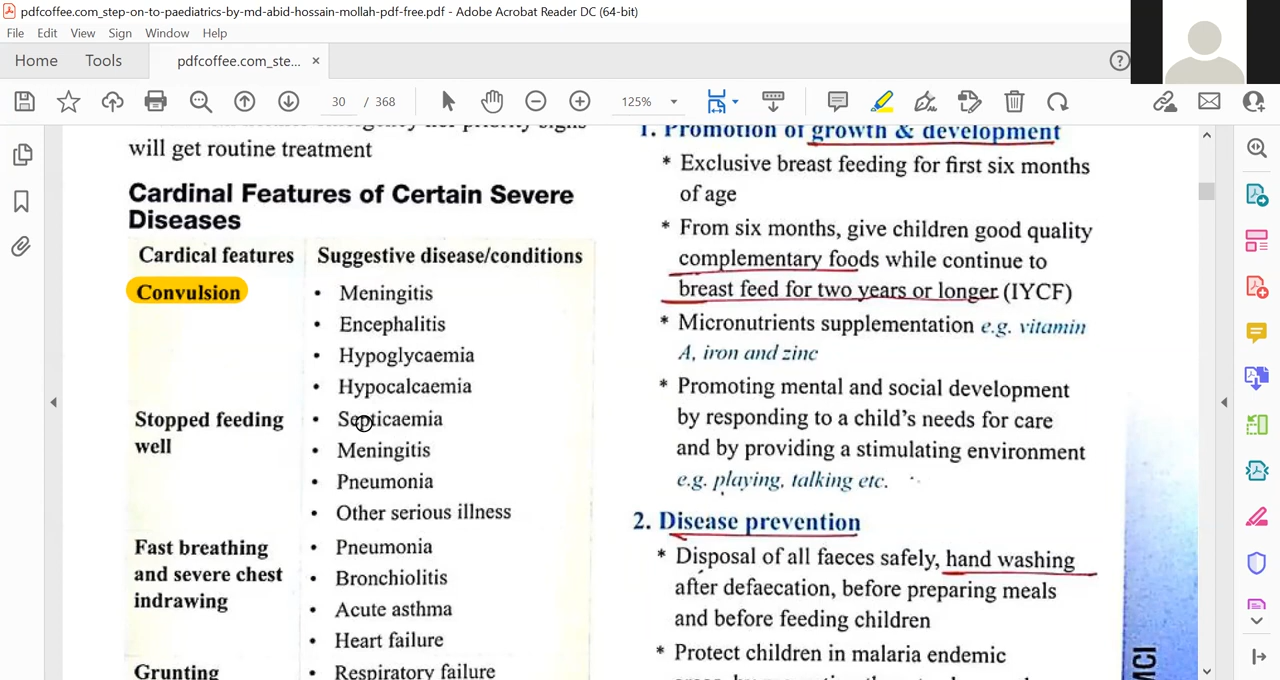 pdfcoffee.com_step-on-to-paediatrics-by-md-abid-hossain-mollah-pdf-free.pdf - Adobe Acrobat Reader DC (64-bit)
File Edit View Sign Window Help
Home Tools pdfcoffee.com_ste... ×
30 / 368 125%
will get routine treatment
Cardinal Features of Certain Severe
Diseases
Cardical features Suggestive disease/conditions
Convulsion • Meningitis
• Encephalitis
• Hypoglycaemia
• Hypocalcaemia
Stopped feeding • Septicaemia
well • Meningitis
• Pneumonia
• Other serious illness
Fast breathing • Pneumonia
and severe chest • Bronchiolitis
indrawing • Acute asthma
• Heart failure
Grunting • Respiratory failure
1. Promotion of growth & development
* Exclusive breast feeding for first six months
of age
* From six months, give children good quality
complementary foods while continue to
breast feed for two years or longer (IYCF)
* Micronutrients supplementation e.g. vitamin
A, iron and zinc
* Promoting mental and social development
by responding to a child's needs for care
and by providing a stimulating environment
e.g. playing, talking etc.
2. Disease prevention
* Disposal of all faeces safely, hand washing
after defaecation, before preparing meals
and before feeding children
* Protect children in malaria endemic
MCI